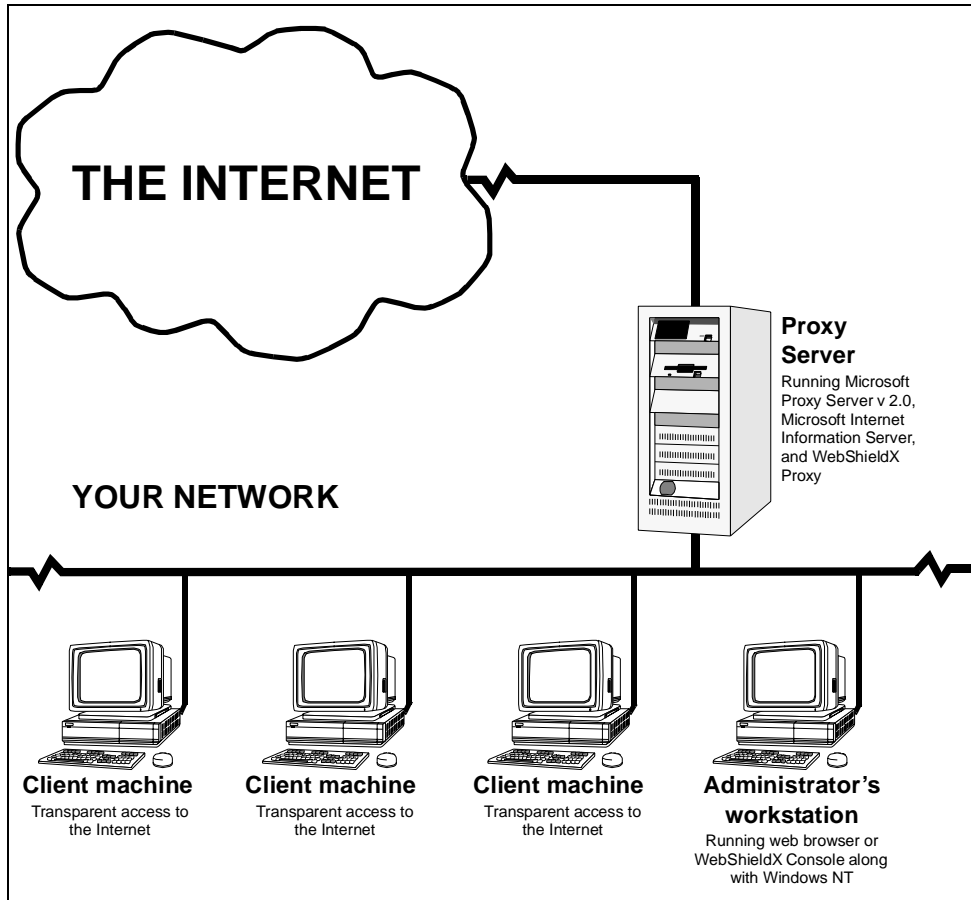 THE INTERNET
Proxy
Server
Running Microsoft
Proxy Server v 2.0,
Microsoft Internet
Information Server,
and WebShieldX
Proxy
YOUR NETWORK
Client machine
Transparent access to
the Internet
Client machine
Transparent access to
the Internet
Client machine
Transparent access to
the Internet
Administrator's
workstation
Running web browser or
WebShieldX Console along
with Windows NT